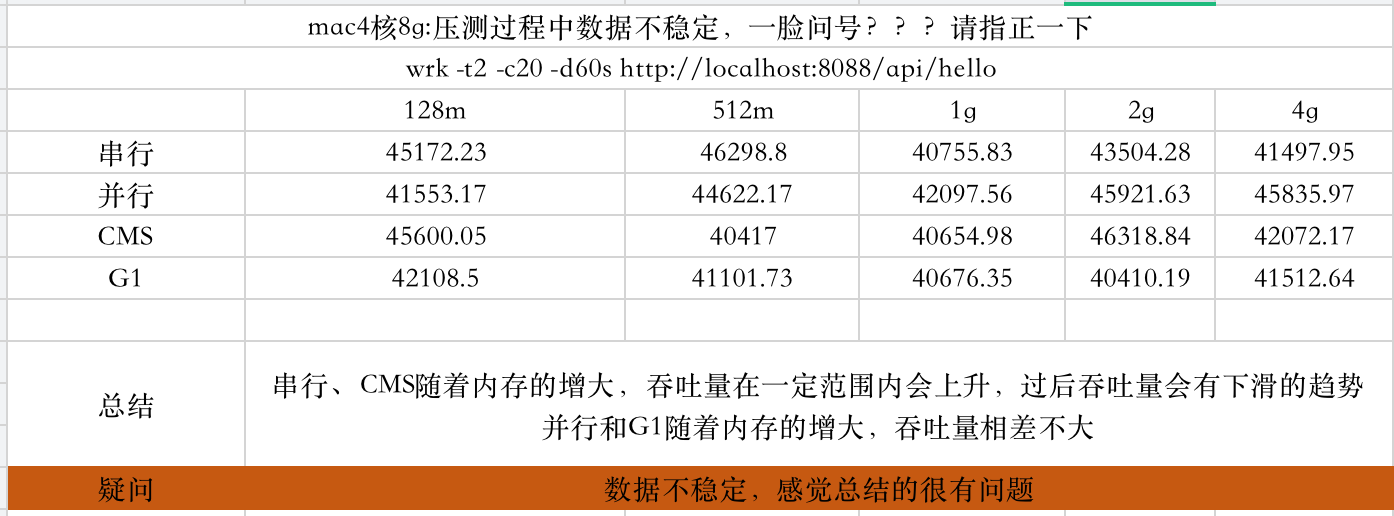 mac4核8g:压测过程中数据不稳定，一脸问号？？？请指正一下
wrk -t2 -c20 -d60s http://localhost:8088/api/hello
128m 512m 1g 2g 4g
串行 45172.23 46298.8 40755.83 43504.28 41497.95
并行 41553.17 44622.17 42097.56 45921.63 45835.97
CMS 45600.05 40417 40654.98 46318.84 42072.17
G1 42108.5 41101.73 40676.35 40410.19 41512.64
总结
串行、CMS随着内存的增大，吞吐量在一定范围内会上升，过后吞吐量会有下滑的趋势
并行和G1随着内存的增大，吞吐量相差不大
疑问 数据不稳定，感觉总结的很有问题